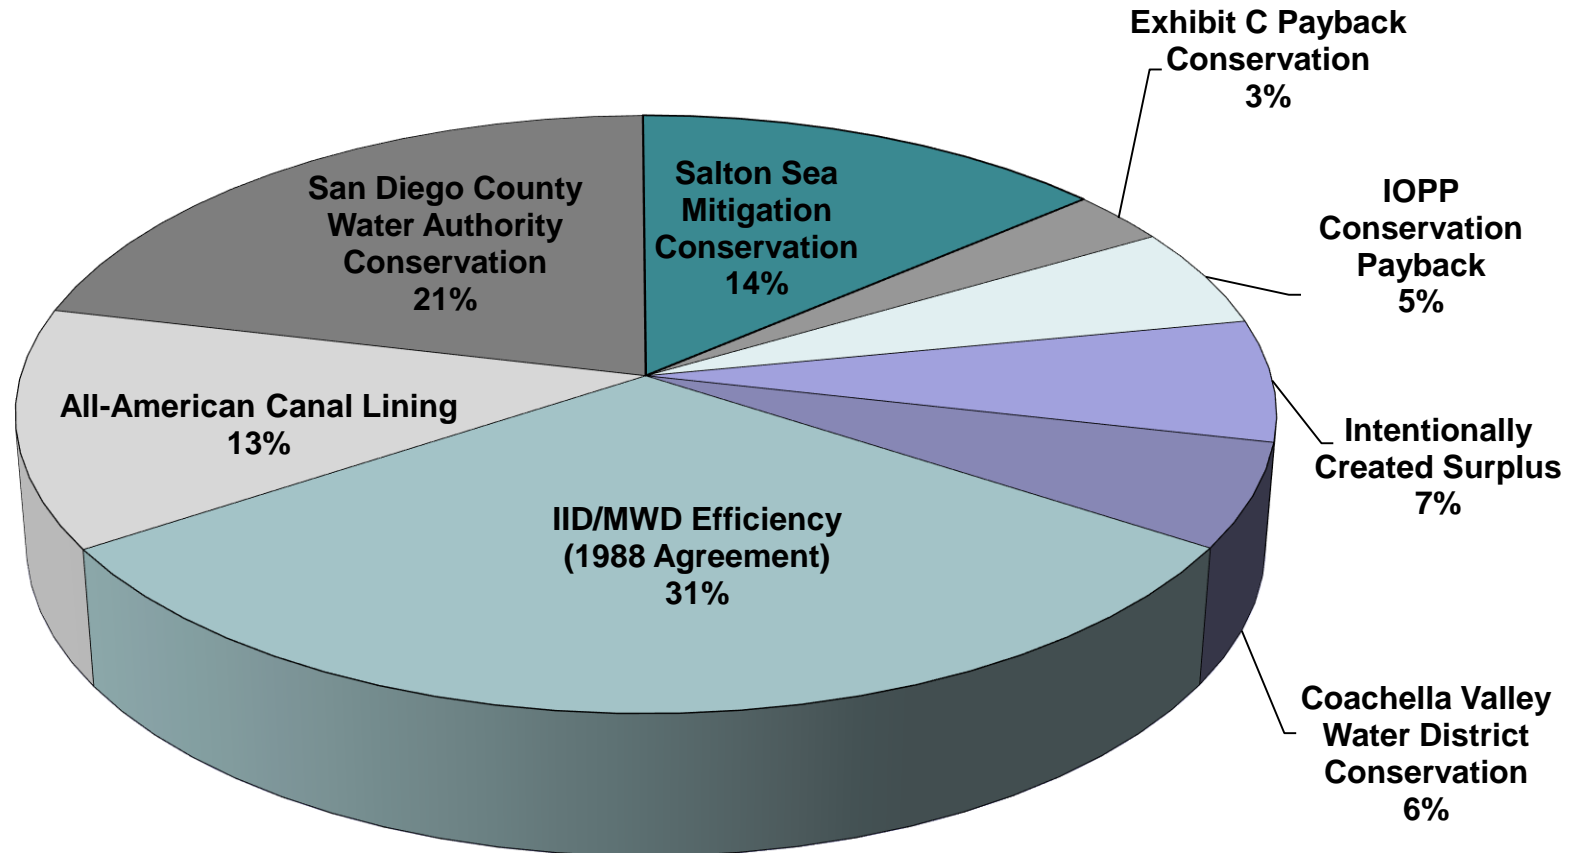 Exhibit C Payback
Conservation
3%
San Diego County
Water Authority
Conservation
21%
Salton Sea
Mitigation
Conservation
14%
IOPP
Conservation
Payback
5%
All-American Canal Lining
13%
Intentionally
Created Surplus
7%
IID/MWD Efficiency
(1988 Agreement)
31%
Coachella Valley
Water District
Conservation
6%